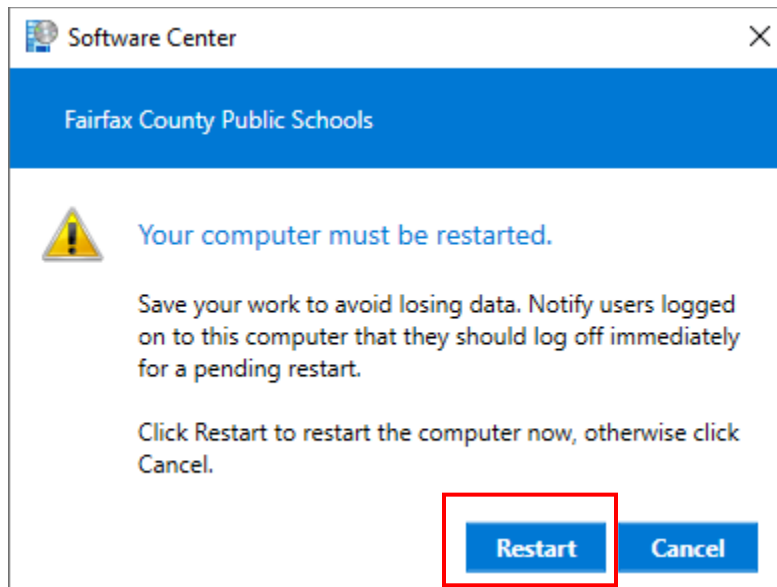 Software Center
Fairfax County Public Schools
Your computer must be restarted.
Save your work to avoid losing data. Notify users logged
on to this computer that they should log off immediately
for a pending restart.
Click Restart to restart the computer now, otherwise click
Cancel.
Restart Cancel